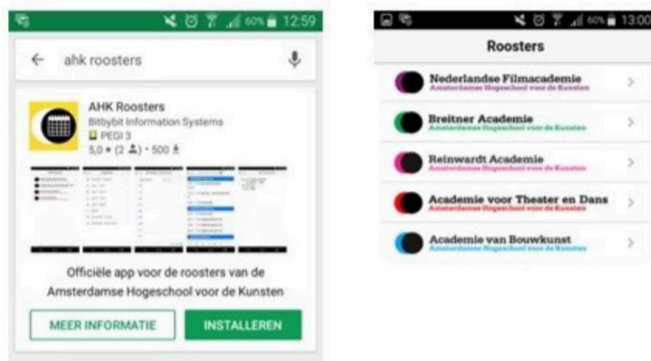 60% 12:59
ahk roosters
AHK Roosters
Bitbybit Information Systems
PEGI 3
5,0 ★ (2) • 500
Officiële app voor de roosters van de
Amsterdamse Hogeschool voor de Kunsten
MEER INFORMATIE INSTALLEREN
60% 13:00
Roosters
Nederlandse Filmacademie
Amsterdamse Hogeschool voor de Kunsten
Breitner Academie
Amsterdamse Hogeschool voor de Kunsten
Reinwardt Academie
Amsterdamse Hogeschool voor de Kunsten
Academie voor Theater en Dans
Amsterdamse Hogeschool voor de Kunsten
Academie van Bouwkunst
Amsterdamse Hogeschool voor de Kunsten